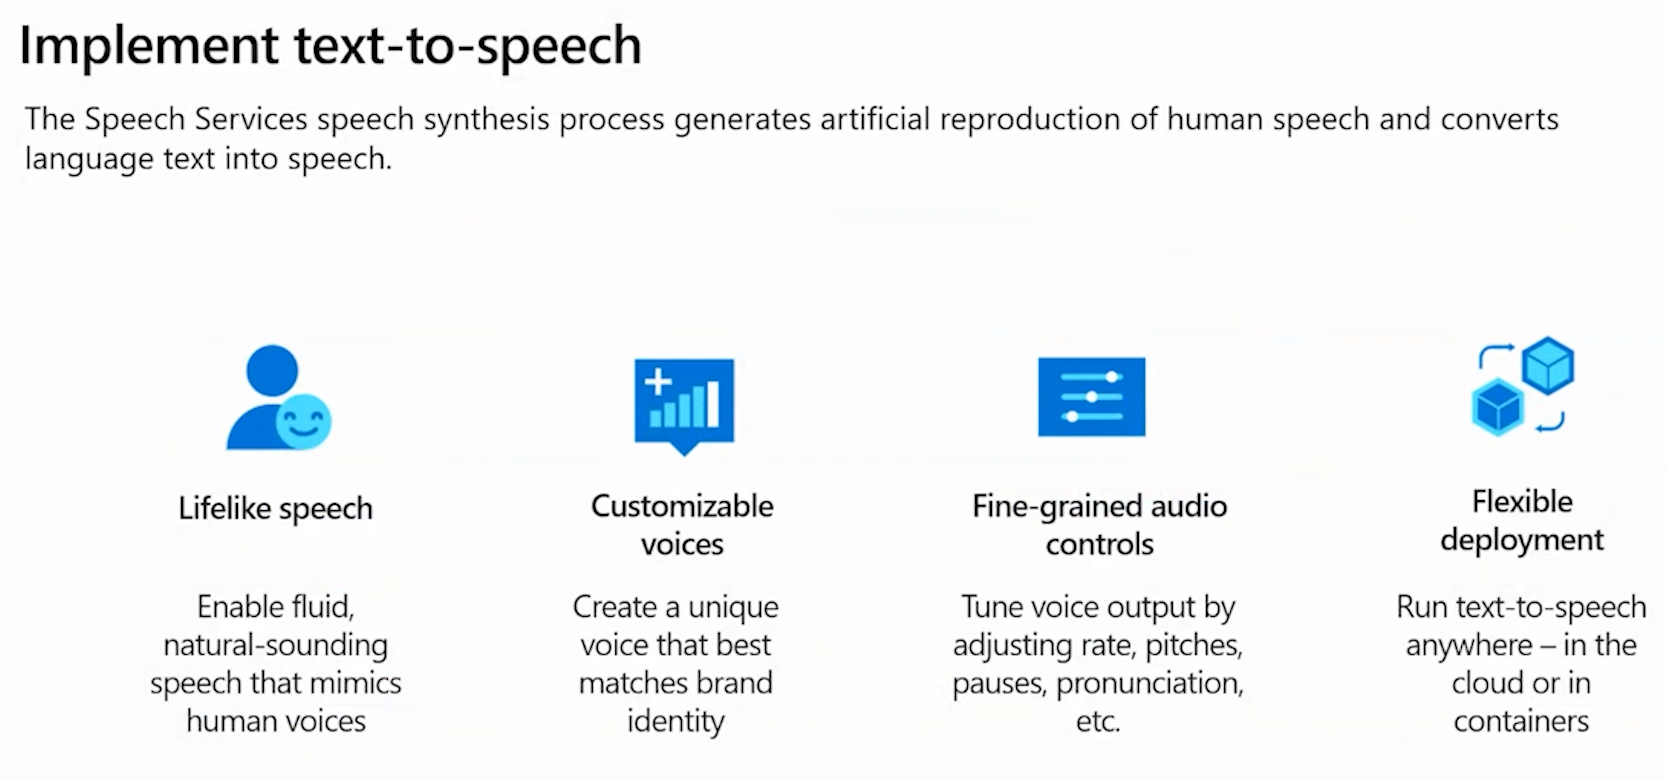 Implement text-to-speech
The Speech Services speech synthesis process generates artificial reproduction of human speech and converts
language text into speech.
Lifelike speech
Enable fluid,
natural-sounding
speech that mimics
human voices
Customizable
voices
Create a unique
voice that best
matches brand
identity
Fine-grained audio
controls
Tune voice output by
adjusting rate, pitches,
pauses, pronunciation,
etc.
Flexible
deployment
Run text-to-speech
anywhere – in the
cloud or in
containers